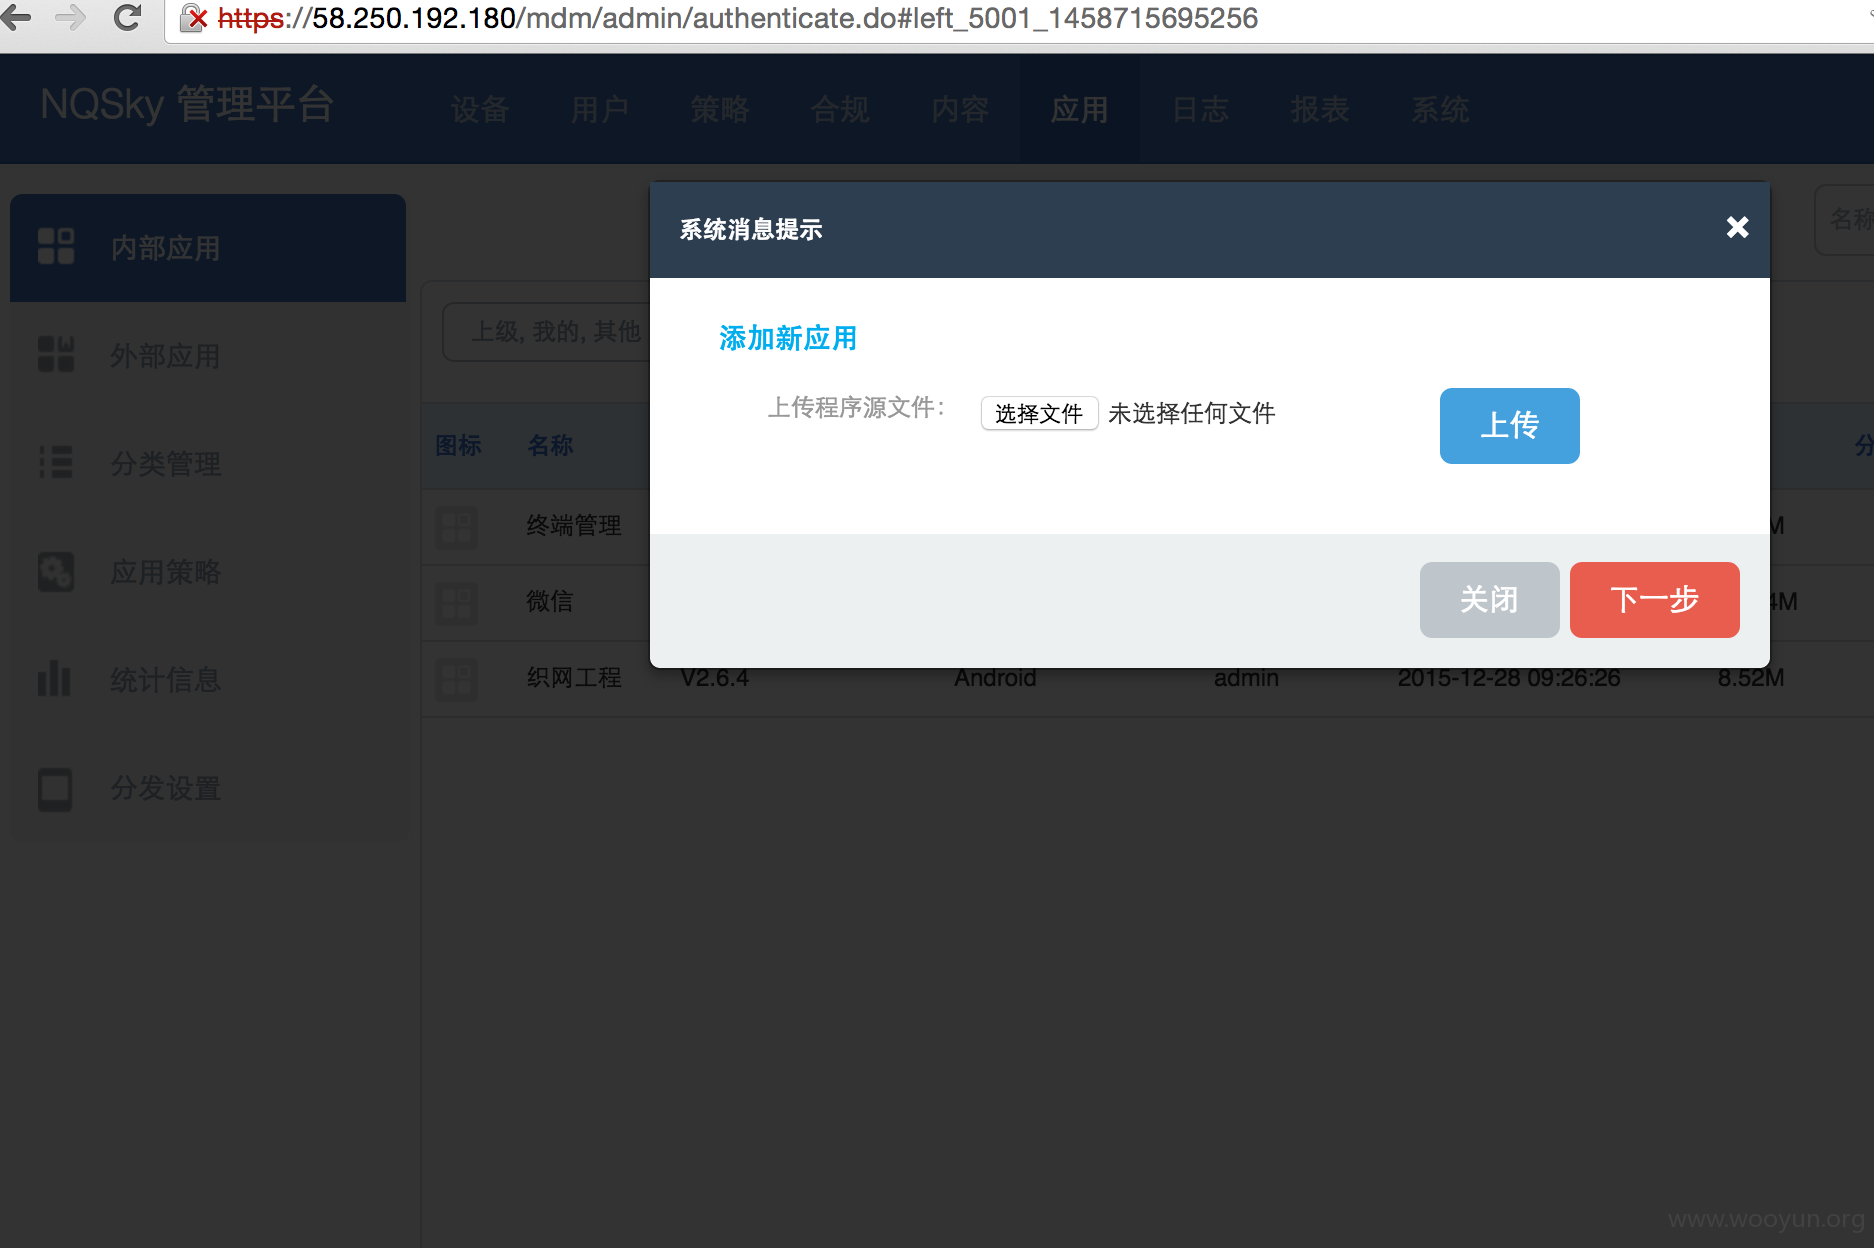 https://58.250.192.180/mdm/admin/authenticate.do#left_5001_1458715695256
NQSky 管理平台
设备 用户 策略 合规 内容 应用 日志 报表 系统
系统消息提示
名称
内部应用
上级, 我的, 其他
添加新应用
外部应用
上传程序源文件:
选择文件 未选择任何文件
上传
图标 名称
分
分类管理
终端管理
M
应用策略
关闭 下一步
微信
4M
统计信息
织网工程 V2.6.4 Android admin 2015-12-28 09:26:26 8.52M
分发设置
www.wooyun.org